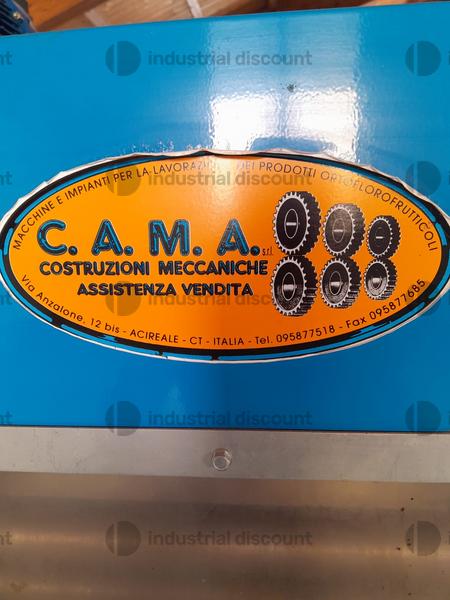 MACCHINE E IMPIANTI PER LA LAVORAZIONE DEI PRODOTTI ORTOFLOROFRUTTICOLI
C. A. M. A. s.r.l.
COSTRUZIONI MECCANICHE
ASSISTENZA VENDITA
Via Anzalone, 12 bis - ACIREALE - CT - ITALIA - Tel. 095877518 - Fax 095877685
industrial discount